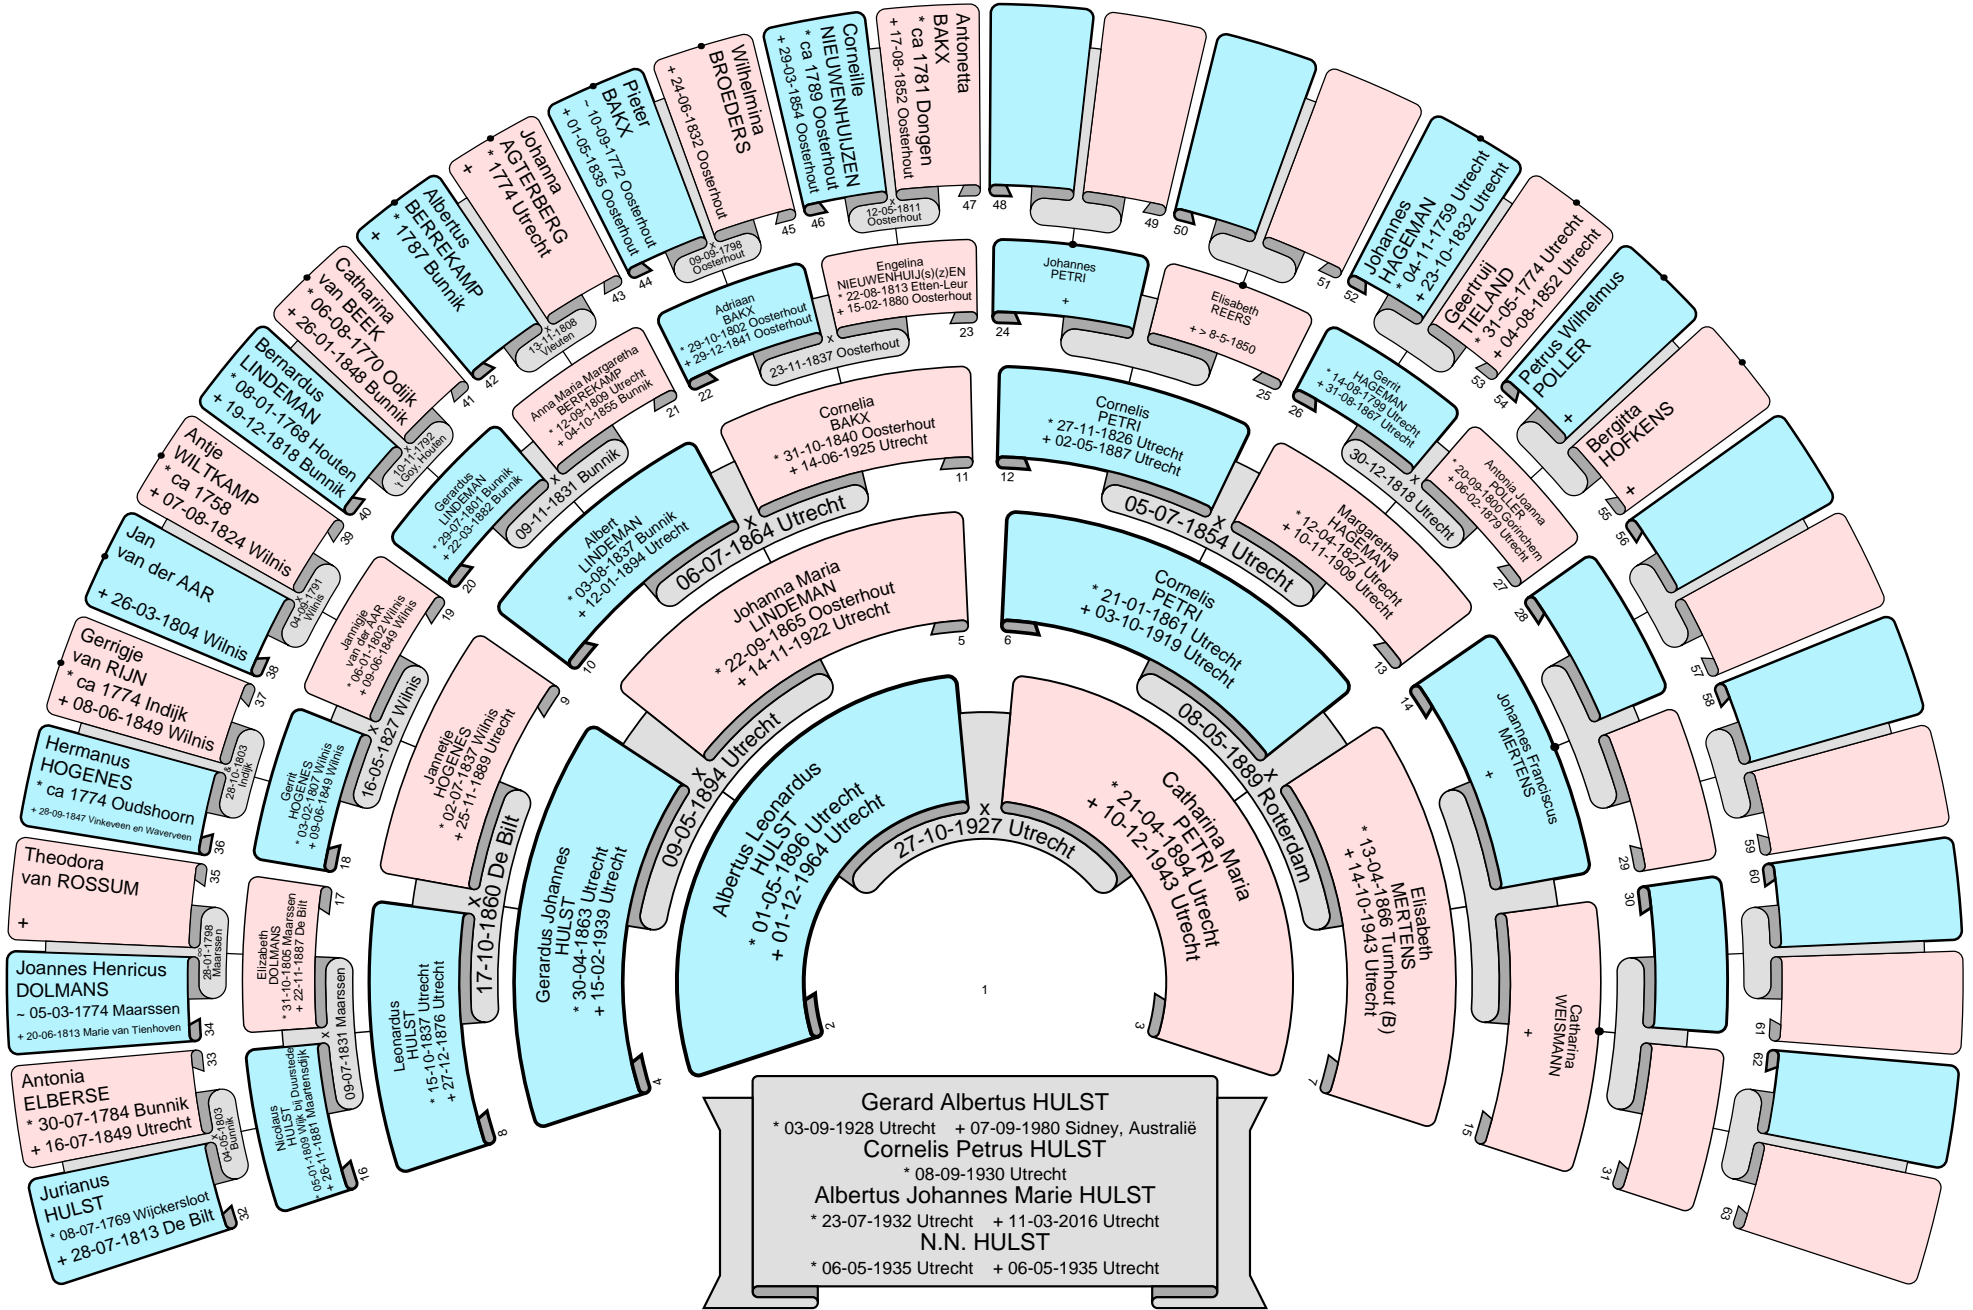 Gerard Albertus HULST
* 03-09-1928 Utrecht + 07-09-1980 Sidney, Australië
Cornelis Petrus HULST
* 08-09-1930 Utrecht
Albertus Johannes Marie HULST
* 23-07-1932 Utrecht + 11-03-2016 Utrecht
N.N. HULST
* 06-05-1935 Utrecht + 06-05-1935 Utrecht
1
Albertus Leonardus
HULST
* 01-05-1896 Utrecht
+ 01-12-1964 Utrecht
2
x
27-10-1927 Utrecht
Catharina Maria
PETRI
* 21-04-1894 Utrecht
+ 10-12-1943 Utrecht
3
Gerardus Johannes
HULST
* 30-04-1863 Utrecht
+ 15-02-1939 Utrecht
4
x
09-05-1894 Utrecht
Johanna Maria
LINDEMAN
* 22-09-1865 Oosterhout
+ 14-11-1922 Utrecht
5
Cornelis
PETRI
* 21-01-1861 Utrecht
+ 03-10-1919 Utrecht
6
x
08-05-1889 Rotterdam
Elisabeth
MERTENS
* 13-04-1866 Turnhout (B)
+ 14-10-1943 Utrecht
7
Leonardus
HULST
* 15-10-1837 Utrecht
+ 27-12-1876 Utrecht
8
x
17-10-1860 De Bilt
Jannetje
HOGENES
* 02-07-1837 Wilnis
+ 25-11-1889 Utrecht
9
Albert
LINDEMAN
* 03-08-1837 Bunnik
+ 12-01-1894 Utrecht
10
x
06-07-1864 Utrecht
Cornelia
BAKX
* 31-10-1840 Oosterhout
+ 14-06-1925 Utrecht
11
Cornelis
PETRI
* 27-11-1826 Utrecht
+ 02-05-1887 Utrecht
12
x
05-07-1854 Utrecht
Margaretha
HAGEMAN
* 12-04-1827 Utrecht
+ 10-11-1909 Utrecht
13
Johannes Franciscus
MERTENS
+
14
Catharina
WEISMANN
+
15
Nicolaus
HULST
* 05-01-1809 Wijk bij Duurstede
+ 26-11-1881 Maartensdijk
16
x
09-07-1831 Maarssen
Elizabeth
DOLMANS
* 31-10-1805 Maarssen
+ 22-11-1887 De Bilt
17
Gerrit
HOGENES
* 03-02-1807 Wilnis
+ 09-06-1849 Wilnis
18
x
16-05-1827 Wilnis
Jannigje
van der AAR
* 06-01-1802 Wilnis
+ 09-06-1849 Wilnis
19
Gerardus
LINDEMAN
* 29-07-1801 Bunnik
+ 22-03-1882 Bunnik
20
x
09-11-1831 Bunnik
Anna Maria Margaretha
BERREKAMP
* 12-09-1809 Utrecht
+ 04-10-1855 Bunnik
21
Adriaan
BAKX
* 29-10-1802 Oosterhout
+ 29-12-1841 Oosterhout
22
x
23-11-1837 Oosterhout
Engelina
NIEUWENHUIJ(s)(z)EN
* 22-08-1813 Etten-Leur
+ 15-02-1880 Oosterhout
23
Johannes
PETRI
+
24
Elisabeth
REERS
+ > 8-5-1850
25
Gerrit
HAGEMAN
* 14-08-1799 Utrecht
+ 31-08-1867 Utrecht
26
x
30-12-1818 Utrecht
Antonia Joanna
POLLER
* 20-09-1800 Gorinchem
+ 06-02-1879 Utrecht
27
28
29
30
31
Jurianus
HULST
* 08-07-1769 Wijckersloot
+ 28-07-1813 De Bilt
32
x
04-05-1803
Bunnik
Antonia
ELBERSE
* 30-07-1784 Bunnik
+ 16-07-1849 Utrecht
33
Joannes Henricus
DOLMANS
~ 05-03-1774 Maarssen
+ 20-06-1813 Marie van Tienhoven
34
∞
28-01-1798
Maarssen
Theodora
van ROSSUM
+
35
Hermanus
HOGENES
* ca 1774 Oudshoorn
+ 28-09-1847 Vinkeveen en Waverveen
36
&
28-10-1803
Indijk
Gerrigje
van RIJN
* ca 1774 Indijk
+ 08-06-1849 Wilnis
37
Jan
van der AAR
+ 26-03-1804 Wilnis
38
x
04-09-1791
Wilnis
Antje
WILTKAMP
* ca 1758
+ 07-08-1824 Wilnis
39
Bernardus
LINDEMAN
* 08-01-1768 Houten
+ 19-12-1818 Bunnik
40
x
10-11-1792
't Goy, Houten
Catharina
van BEEK
* 06-08-1770 Odijk
+ 26-01-1848 Bunnik
41
Albertus
BERREKAMP
* 1787 Bunnik
+
42
x
13-11-1808
Vleuten
Johanna
AGTERBERG
* 1774 Utrecht
+
43
Pieter
BAKX
~ 10-09-1772 Oosterhout
+ 01-05-1835 Oosterhout
44
x
09-09-1798
Oosterhout
Wilhelmina
BROEDERS
+ 24-06-1832 Oosterhout
45
Corneille
NIEUWENHUIJZEN
* ca 1789 Oosterhout
+ 29-03-1854 Oosterhout
46
x
12-05-1811
Oosterhout
Antonetta
BAKX
* ca 1781 Dongen
+ 17-08-1852 Oosterhout
47
48
49
50
51
Johannes
HAGEMAN
* 04-11-1759 Utrecht
+ 23-10-1832 Utrecht
52
Geertruij
TIELAND
* 31-05-1774 Utrecht
+ 04-08-1852 Utrecht
53
Petrus Wilhelmus
POLLER
+
54
Bergitta
HOFKENS
+
55
56
57
58
59
60
61
62
63